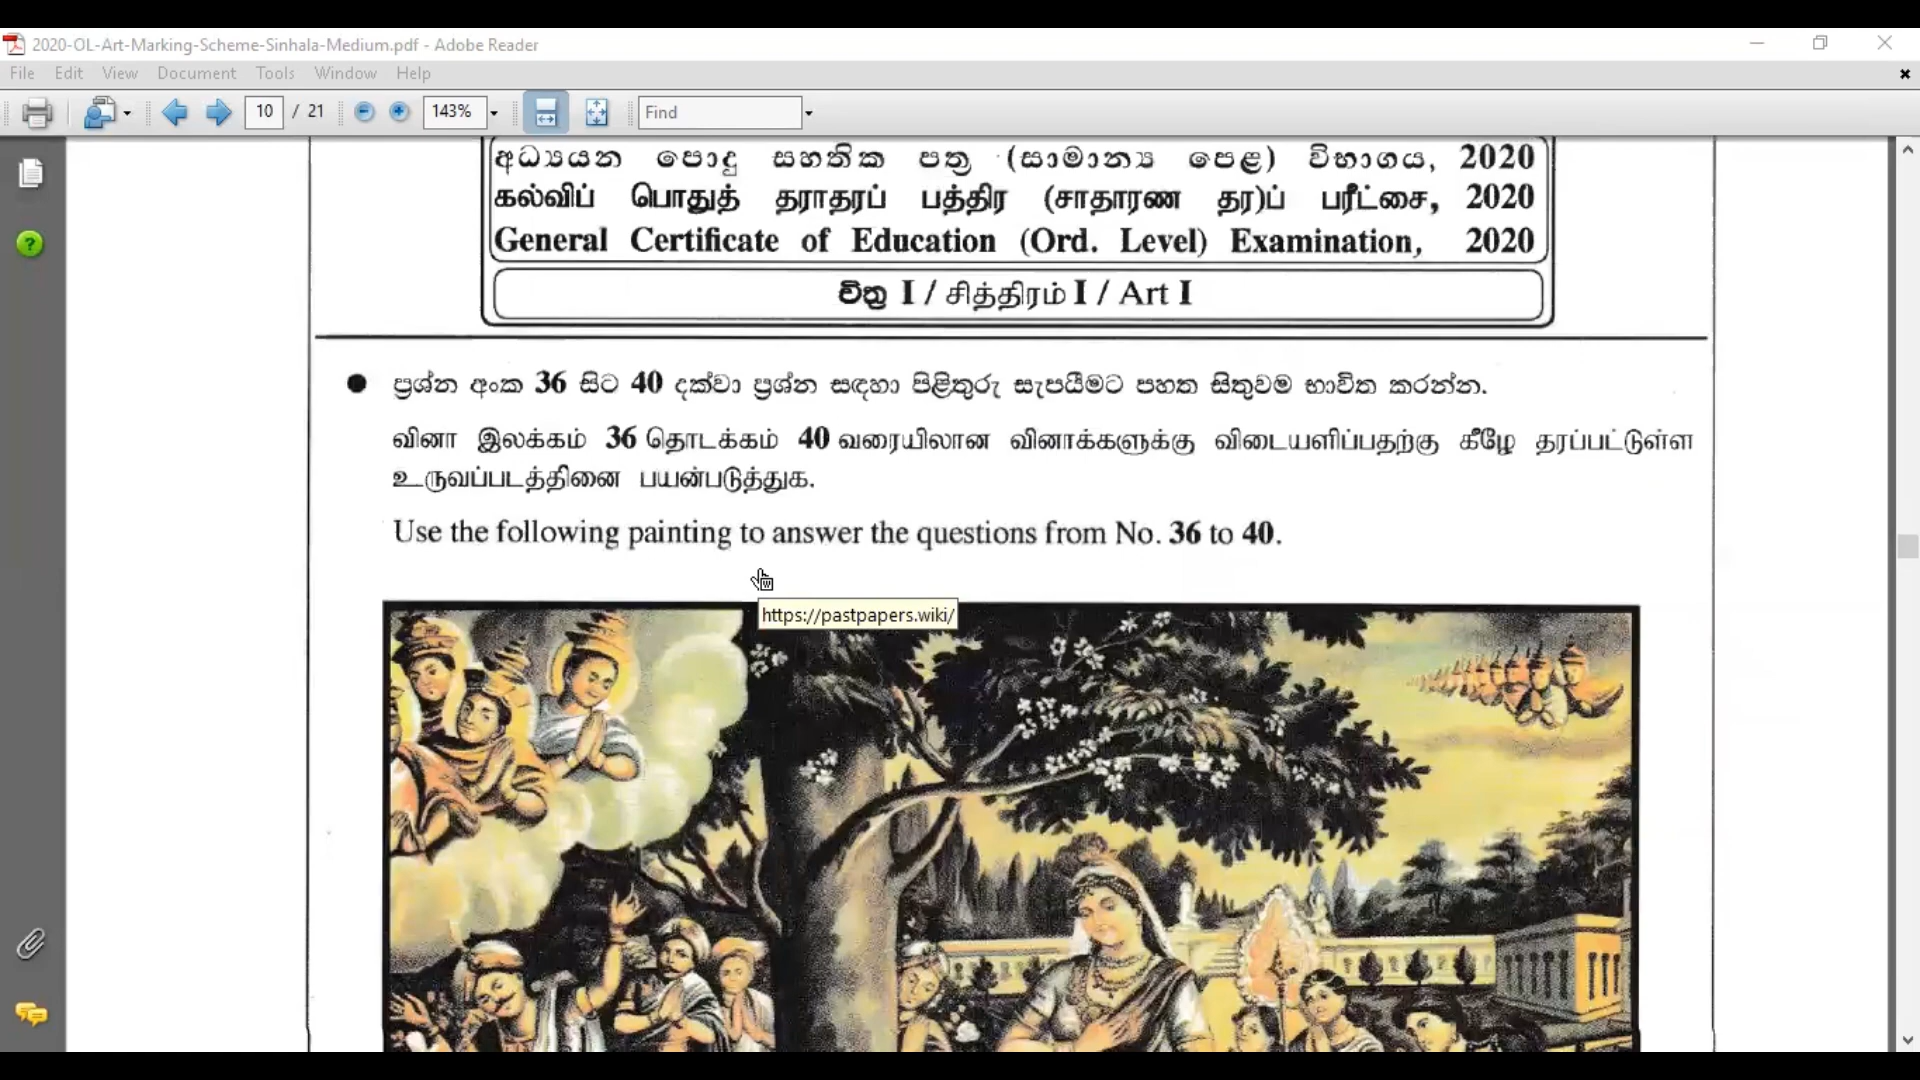 2020-OL-Art-Marking-Scheme-Sinhala-Medium.pdf - Adobe Reader
File Edit View Document Tools Window Help
10 / 21 143% Find
අධ්‍යයන පොදු සහතික පත්‍ර (සාමාන්‍ය පෙළ) විභාගය, 2020
கல்விப் பொதுத் தராதரப் பத்திர (சாதாரண தர)ப் பரீட்சை, 2020
General Certificate of Education (Ord. Level) Examination, 2020
චිත්‍ර I / சித்திரம் I / Art I
● ප්‍රශ්න අංක 36 සිට 40 දක්වා ප්‍රශ්න සඳහා පිළිතුරු සැපයීමට පහත සිතුවම භාවිත කරන්න.
வினா இலக்கம் 36 தொடக்கம் 40 வரையிலான வினாக்களுக்கு விடையளிப்பதற்கு கீழே தரப்பட்டுள்ள
உருவப்படத்தினை பயன்படுத்துக.
Use the following painting to answer the questions from No. 36 to 40.
https://pastpapers.wiki/